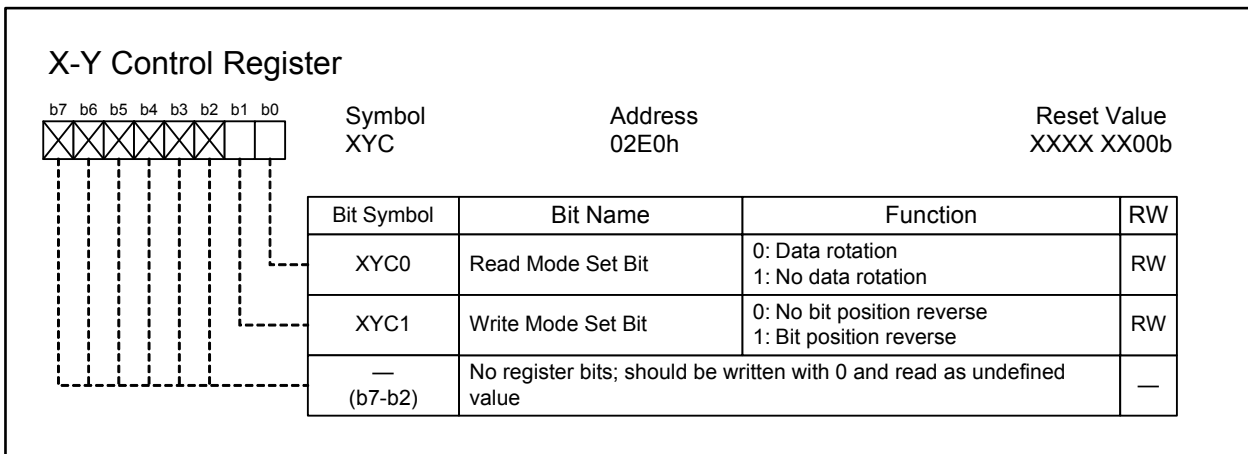 X-Y Control Register
b7 b6 b5 b4 b3 b2 b1 b0
Symbol Address Reset Value
XYC 02E0h XXXX XX00b
Bit Symbol Bit Name Function RW
XYC0 Read Mode Set Bit 0: Data rotation
1: No data rotation RW
XYC1 Write Mode Set Bit 0: No bit position reverse
1: Bit position reverse RW
—
(b7-b2) No register bits; should be written with 0 and read as undefined
value —